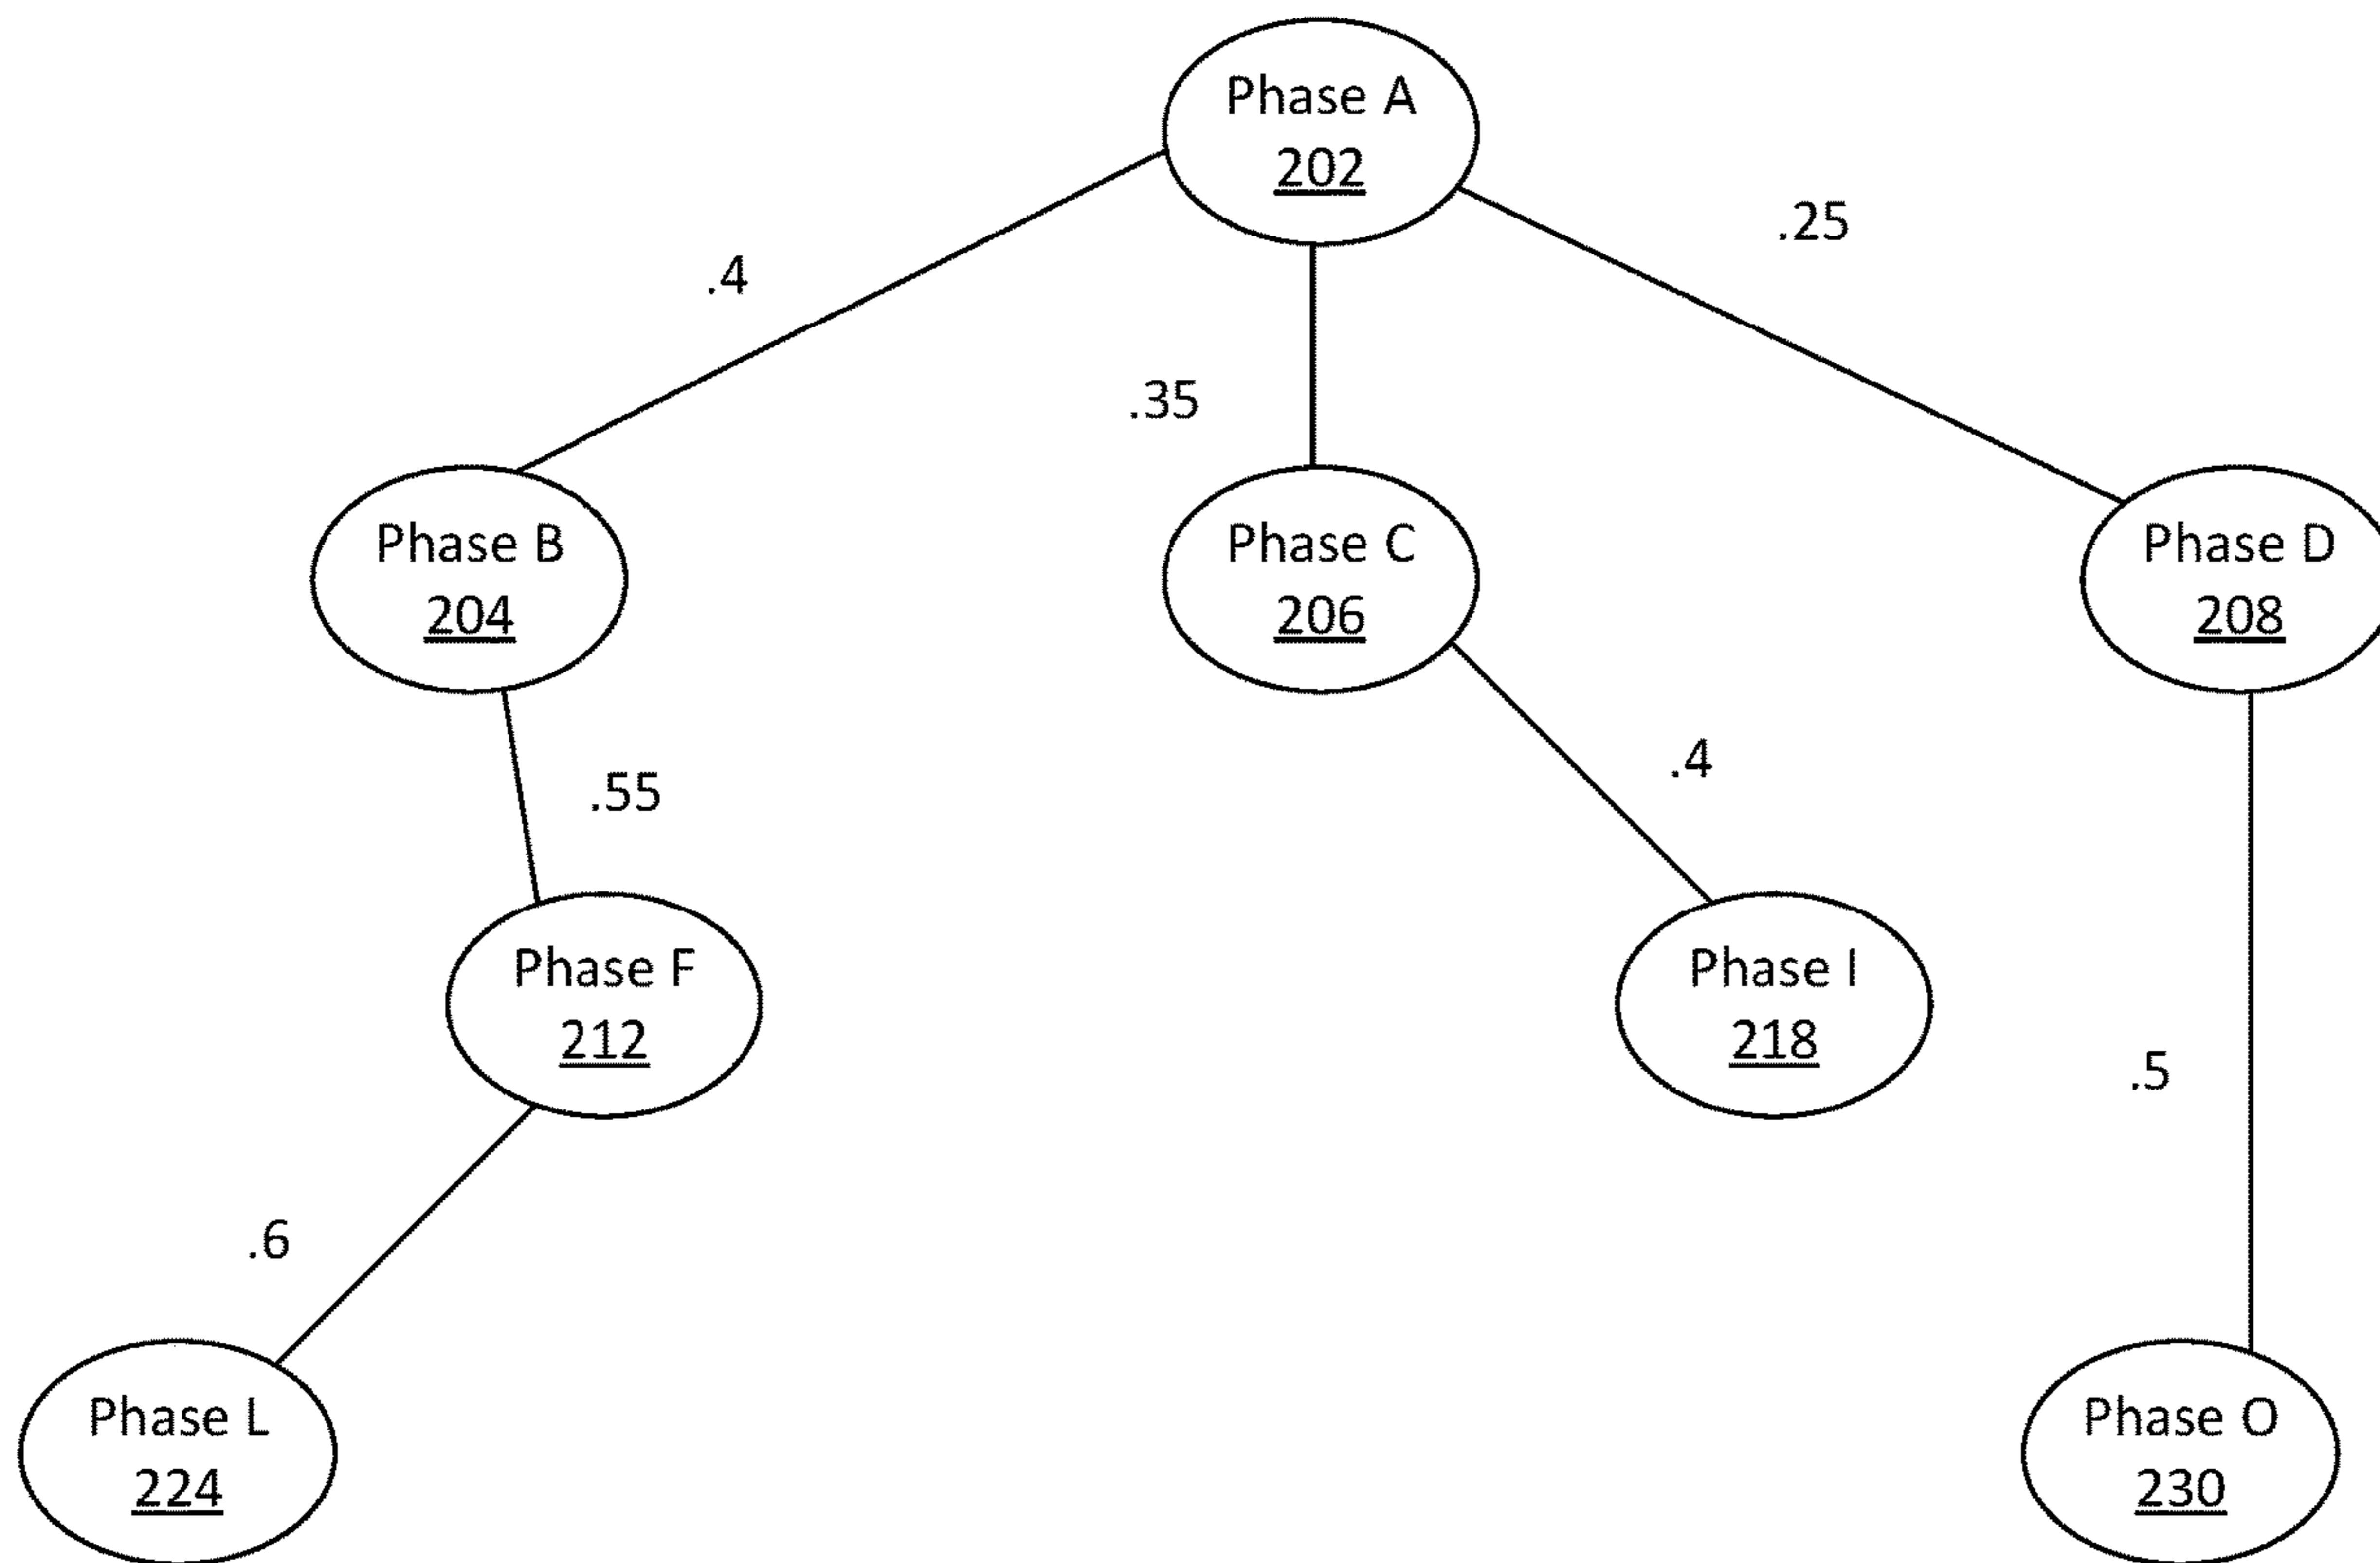 Phase A
202
.25
.4
.35
Phase B
204
Phase C
206
Phase D
208
.4
.55
Phase F
212
Phase I
218
.5
.6
Phase L
224
Phase O
230